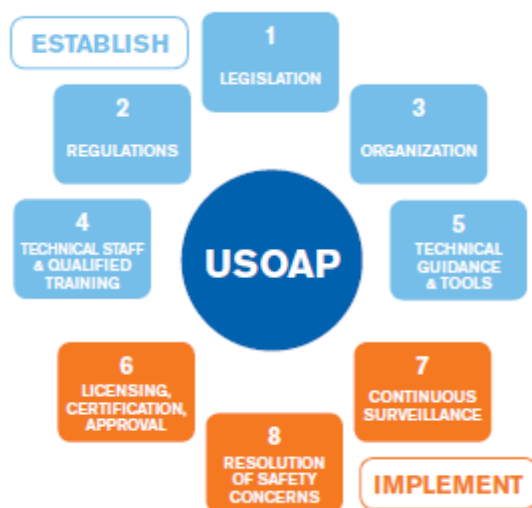 ESTABLISH
1
LEGISLATION
2
REGULATIONS
3
ORGANIZATION
4
TECHNICAL STAFF
& QUALIFIED
TRAINING
USOAP
5
TECHNICAL
GUIDANCE
& TOOLS
6
LICENSING,
CERTIFICATION,
APPROVAL
7
CONTINUOUS
SURVEILLANCE
8
RESOLUTION
OF SAFETY
CONCERNS
IMPLEMENT